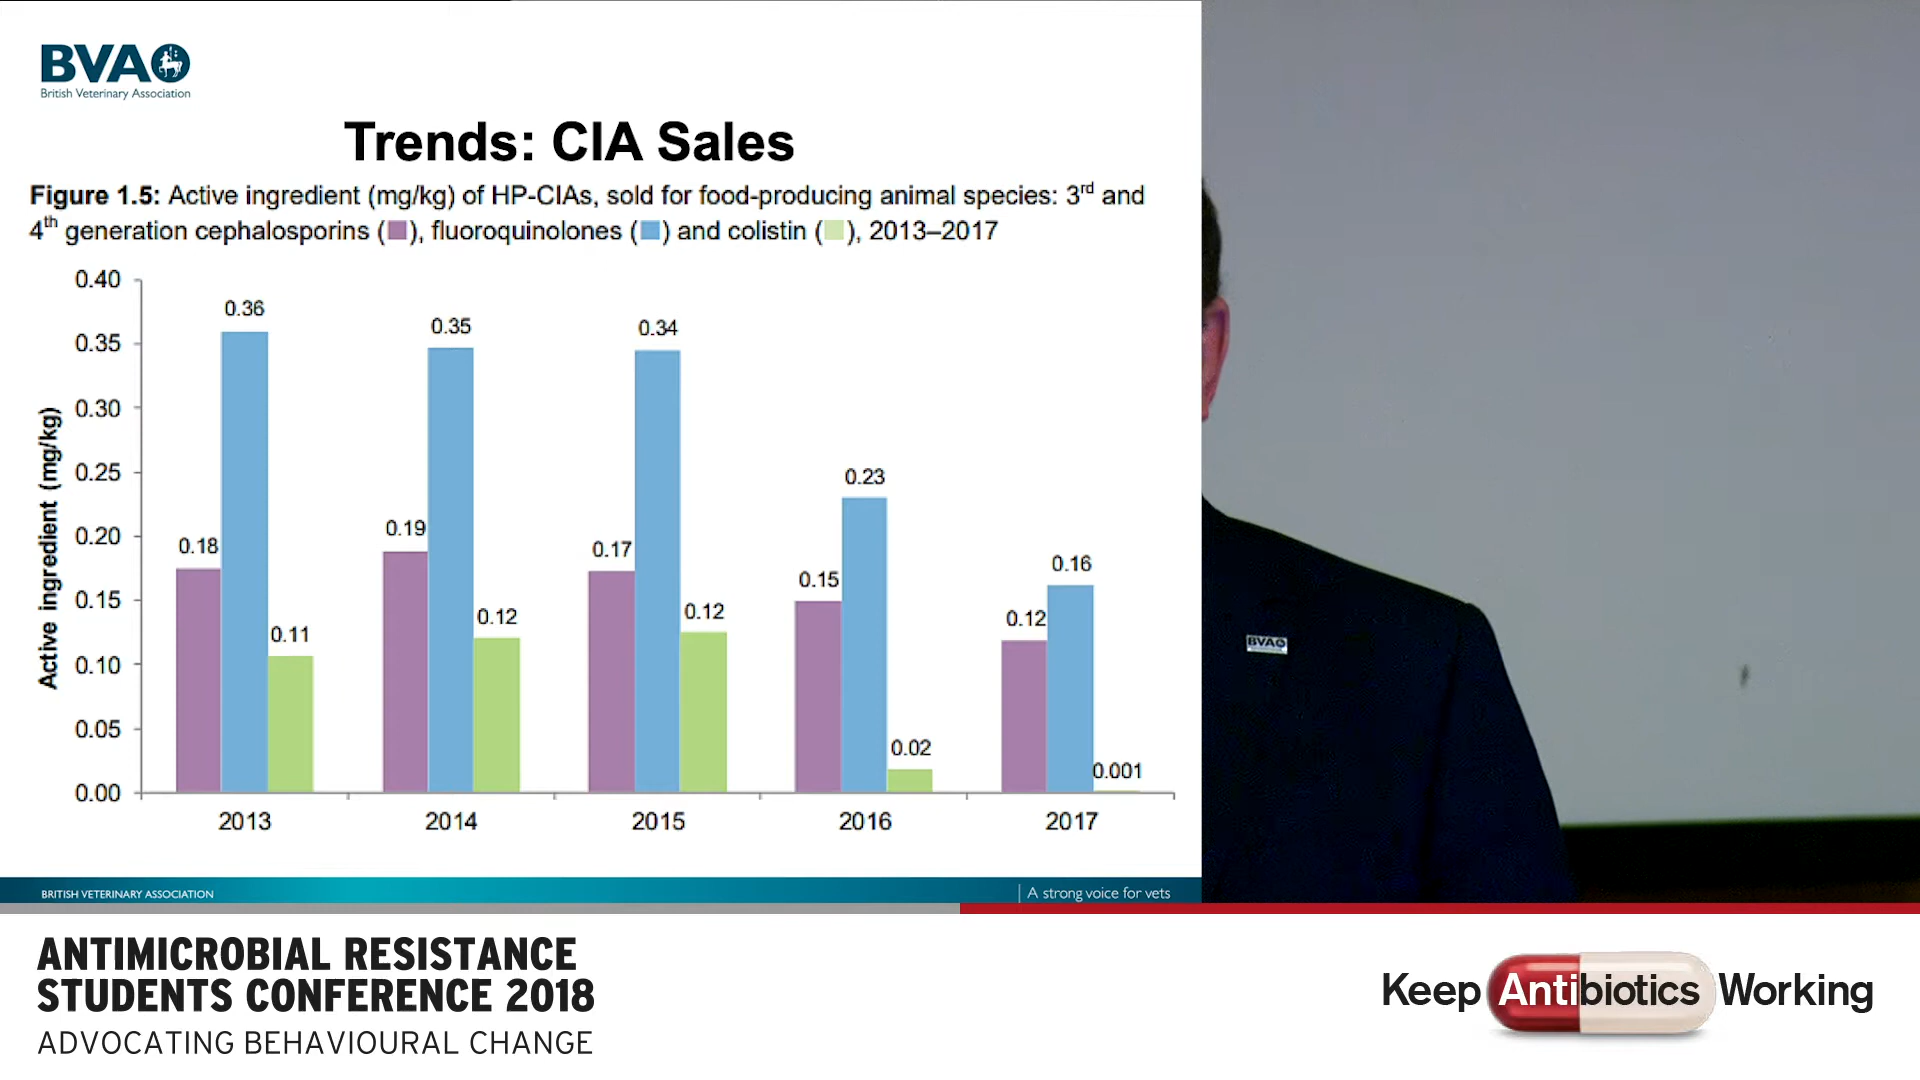 BVA
British Veterinary Association
Trends: CIA Sales
Figure 1.5: Active ingredient (mg/kg) of HP-CIAs, sold for food-producing animal species: 3rd and
4th generation cephalosporins (■), fluoroquinolones (■) and colistin (■), 2013–2017
Active ingredient (mg/kg)
0.40
0.35
0.30
0.25
0.20
0.15
0.10
0.05
0.00
0.18
0.36
0.11
0.19
0.35
0.12
0.17
0.34
0.12
0.15
0.23
0.02
0.12
0.16
0.001
2013
2014
2015
2016
2017
BRITISH VETERINARY ASSOCIATION
A strong voice for vets
BVA
ANTIMICROBIAL RESISTANCE
STUDENTS CONFERENCE 2018
ADVOCATING BEHAVIOURAL CHANGE
Keep Antibiotics Working